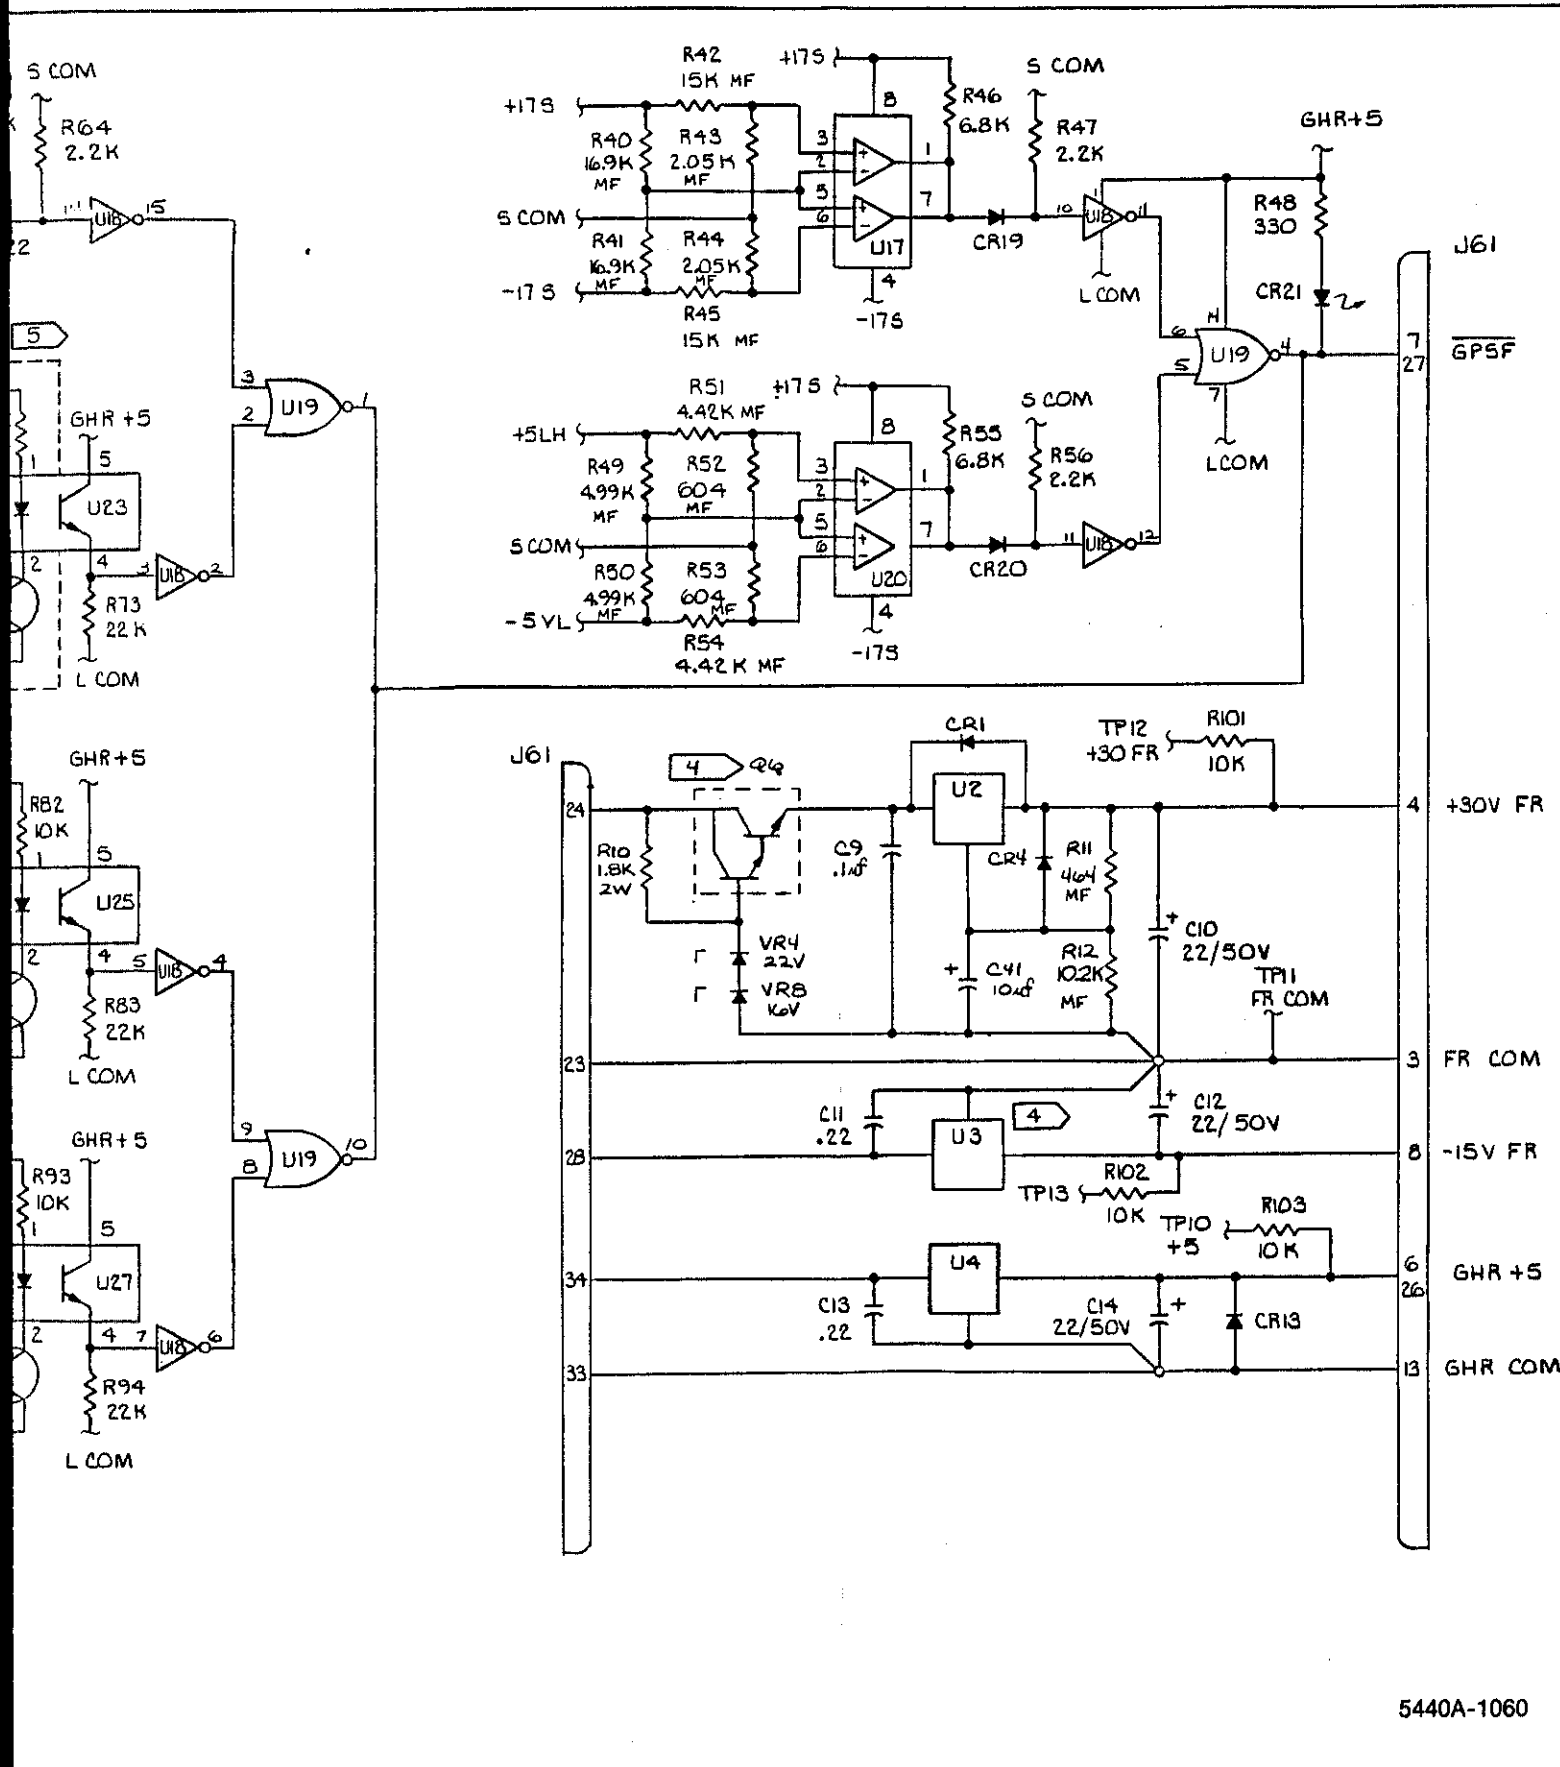 S COM
R64
2.2K
14
U18
15
22
5
GHR +5
1
5
U23
2
4
3
U18
2
R73
22K
L COM
3
2
U19
1
GHR+5
R82
10K
1
5
U25
2
4
5
U18
4
R83
22K
L COM
GHR+5
R93
10K
1
5
U27
2
4
7
U18
6
R94
22K
L COM
9
8
U19
10
R42
15K MF
+17S
+17S
R40
16.9K
MF
R43
2.05K
MF
S COM
R41
16.9K
MF
R44
2.05K
MF
-17S
R45
15K MF
8
3
2
1
5
6
7
U17
4
-17S
R46
6.8K
CR19
S COM
R47
2.2K
10
U18
1
11
L COM
GHR+5
R48
330
CR21
14
6
5
U19
4
7
LCOM
J61
7
27
GPSF
R51
4.42K MF
+17S
+5LH
R49
4.99K
MF
R52
604
MF
S COM
R50
4.99K
MF
R53
604
MF
-5VL
R54
4.42K MF
8
3
2
1
5
6
7
U20
4
-17S
R55
6.8K
CR20
S COM
R56
2.2K
11
U18
12
J61
24
4
Q9
R10
1.8K
2W
VR4
22V
VR8
16V
C9
.1uf
CR1
U2
CR4
R11
464
MF
C41
10uf
R12
10.2K
MF
C10
22/50V
TP12
+30 FR
R101
10K
4
+30V FR
TP11
FR COM
23
3
FR COM
C11
.22
U3
4
C12
22/50V
28
8
-15V FR
TP13
R102
10K
TP10
+5
R103
10K
34
U4
6
26
GHR +5
C13
.22
C14
22/50V
CR13
33
13
GHR COM
5440A-1060